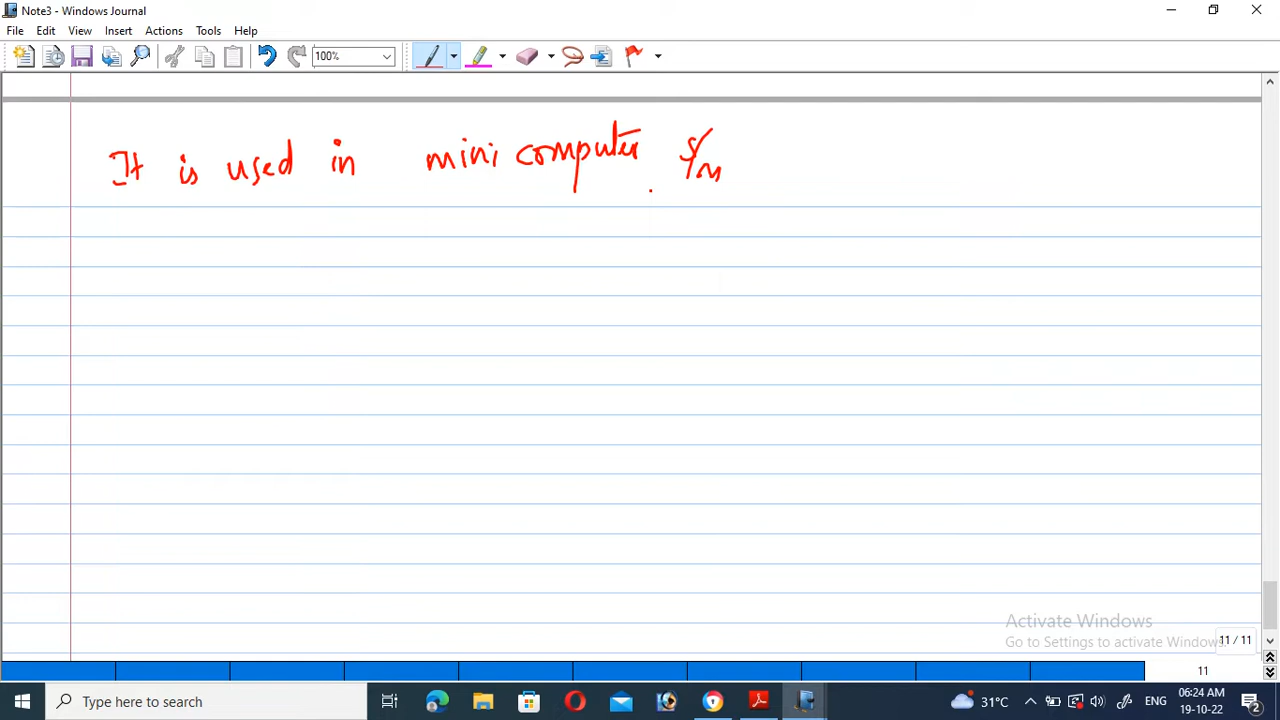 Note3 - Windows Journal
File Edit View Insert Actions Tools Help
100%
It is used in mini computer S/m
Activate Windows
Go to Settings to activate Windows.
11 / 11
11
Type here to search
31°C
ENG
06:24 AM
19-10-22
2